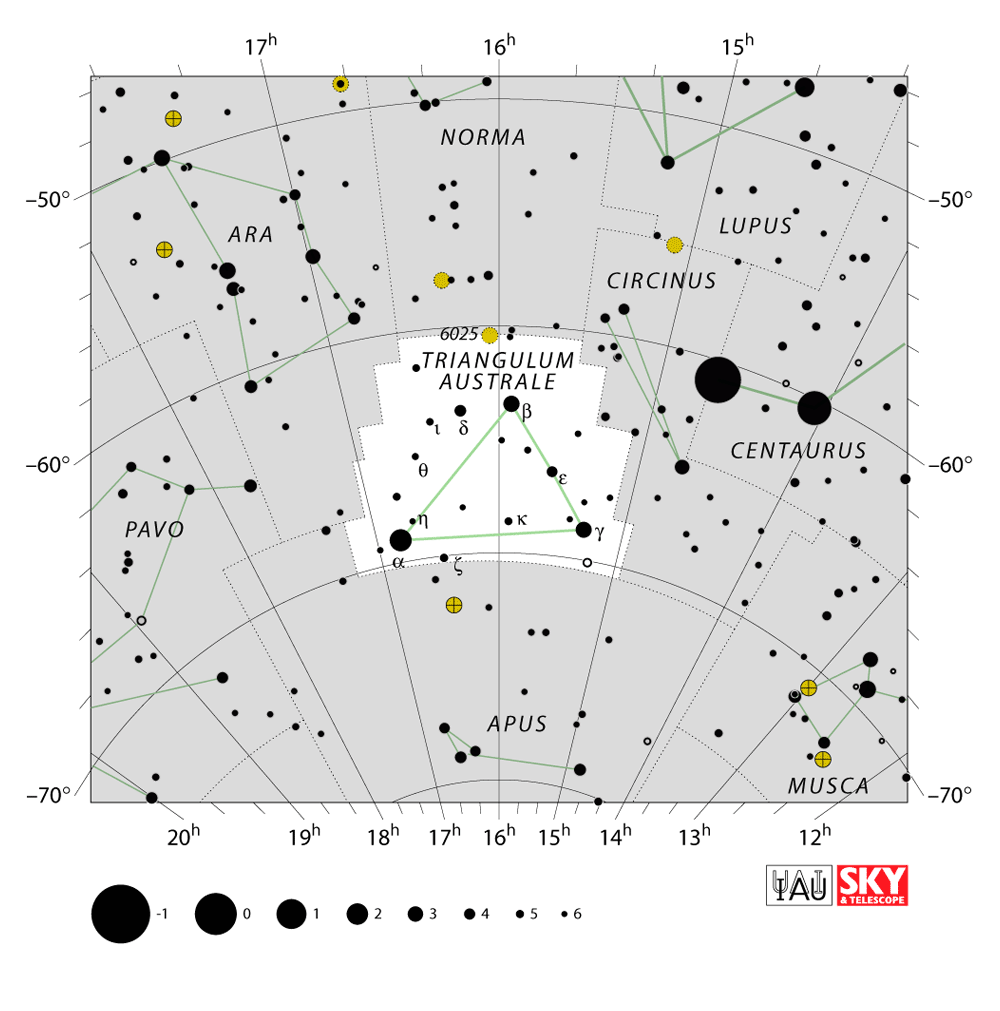 17h 16h 15h
NORMA
−50° −50°
LUPUS
ARA
CIRCINUS
6025
TRIANGULUM
AUSTRALE
β
ι δ
CENTAURUS
−60° θ −60°
ε
η κ
PAVO γ
α ζ
APUS
MUSCA
−70° −70°
20h 19h 18h 17h 16h 15h 14h 13h 12h
-1 0 1 2 3 4 5 6
IAU SKY
& TELESCOPE